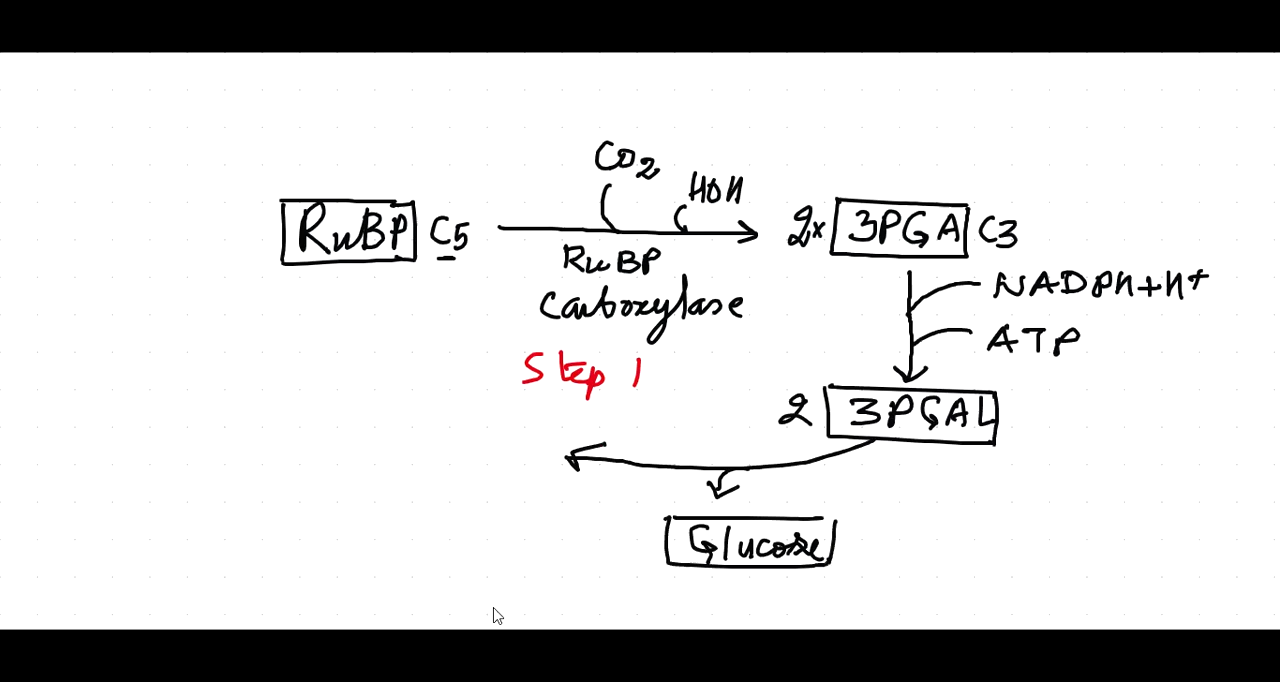 CO2
HOH
RuBP C5
2x 3PGA C3
RuBP
Carboxylase
NADPH+H+
ATP
Step 1
2 3PGAL
Glucose